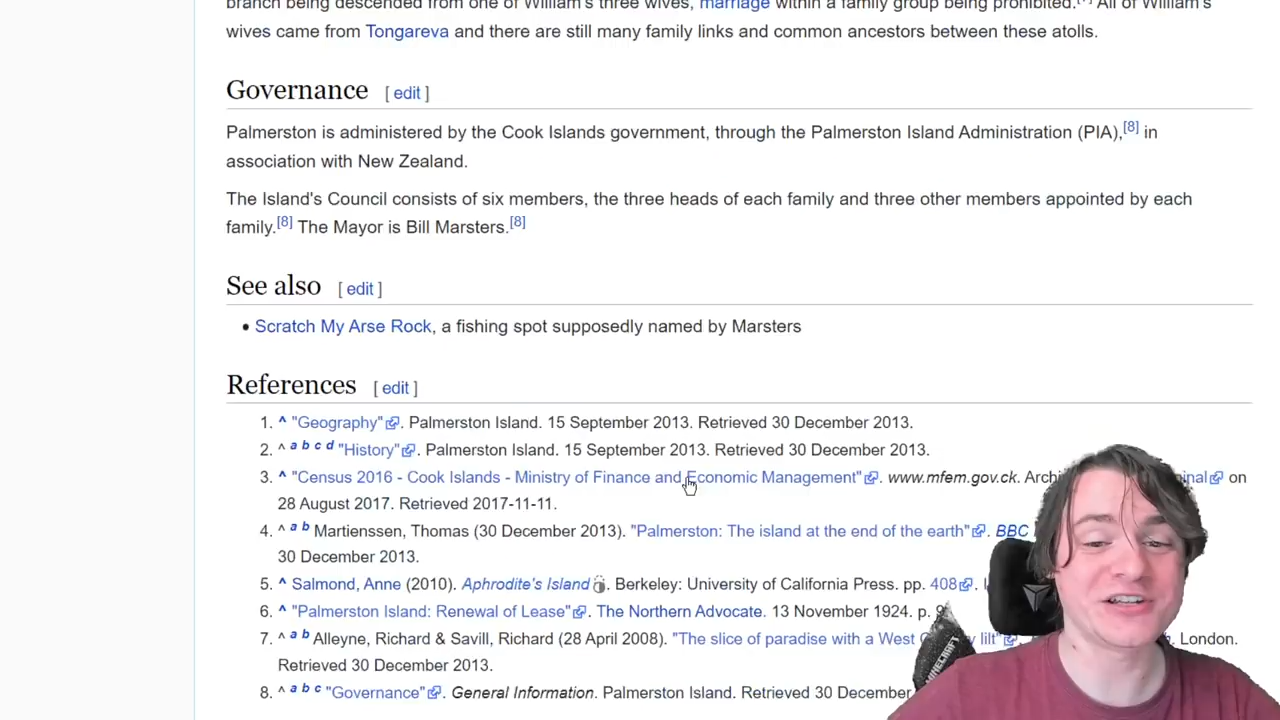 branch being descended from one of William's three wives, marriage within a family group being prohibited. All of William's
wives came from Tongareva and there are still many family links and common ancestors between these atolls.
Governance [ edit ]
Palmerston is administered by the Cook Islands government, through the Palmerston Island Administration (PIA),[8] in
association with New Zealand.
The Island's Council consists of six members, the three heads of each family and three other members appointed by each
family.[8] The Mayor is Bill Marsters.[8]
See also [ edit ]
• Scratch My Arse Rock, a fishing spot supposedly named by Marsters
References [ edit ]
1. ^ "Geography". Palmerston Island. 15 September 2013. Retrieved 30 December 2013.
2. ^ a b c d "History". Palmerston Island. 15 September 2013. Retrieved 30 December 2013.
3. ^ "Census 2016 - Cook Islands - Ministry of Finance and Economic Management". www.mfem.gov.ck. on
28 August 2017. Retrieved 2017-11-11.
4. ^ a b Martienssen, Thomas (30 December 2013). "Palmerston: The island at the end of the earth". BBC
30 December 2013.
5. ^ Salmond, Anne (2010). Aphrodite's Island. Berkeley: University of California Press. pp. 408.
6. ^ "Palmerston Island: Renewal of Lease". The Northern Advocate. 13 November 1924. p. 9
7. ^ a b Alleyne, Richard & Savill, Richard (28 April 2008). "The slice of paradise with a West lilt". London.
Retrieved 30 December 2013.
8. ^ a b c "Governance". General Information. Palmerston Island. Retrieved 30 December
MINECRAFT